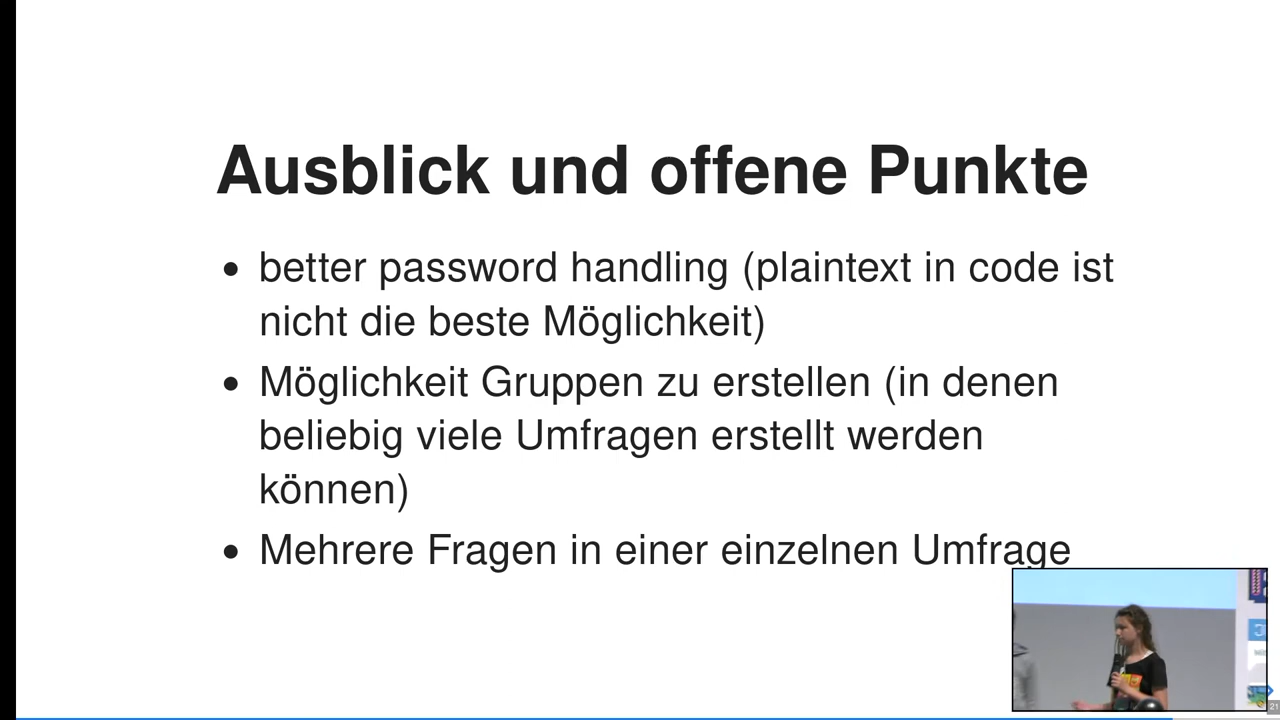 Ausblick und offene Punkte
• better password handling (plaintext in code ist
nicht die beste Möglichkeit)
• Möglichkeit Gruppen zu erstellen (in denen
beliebig viele Umfragen erstellt werden
können)
• Mehrere Fragen in einer einzelnen Umfrage
21